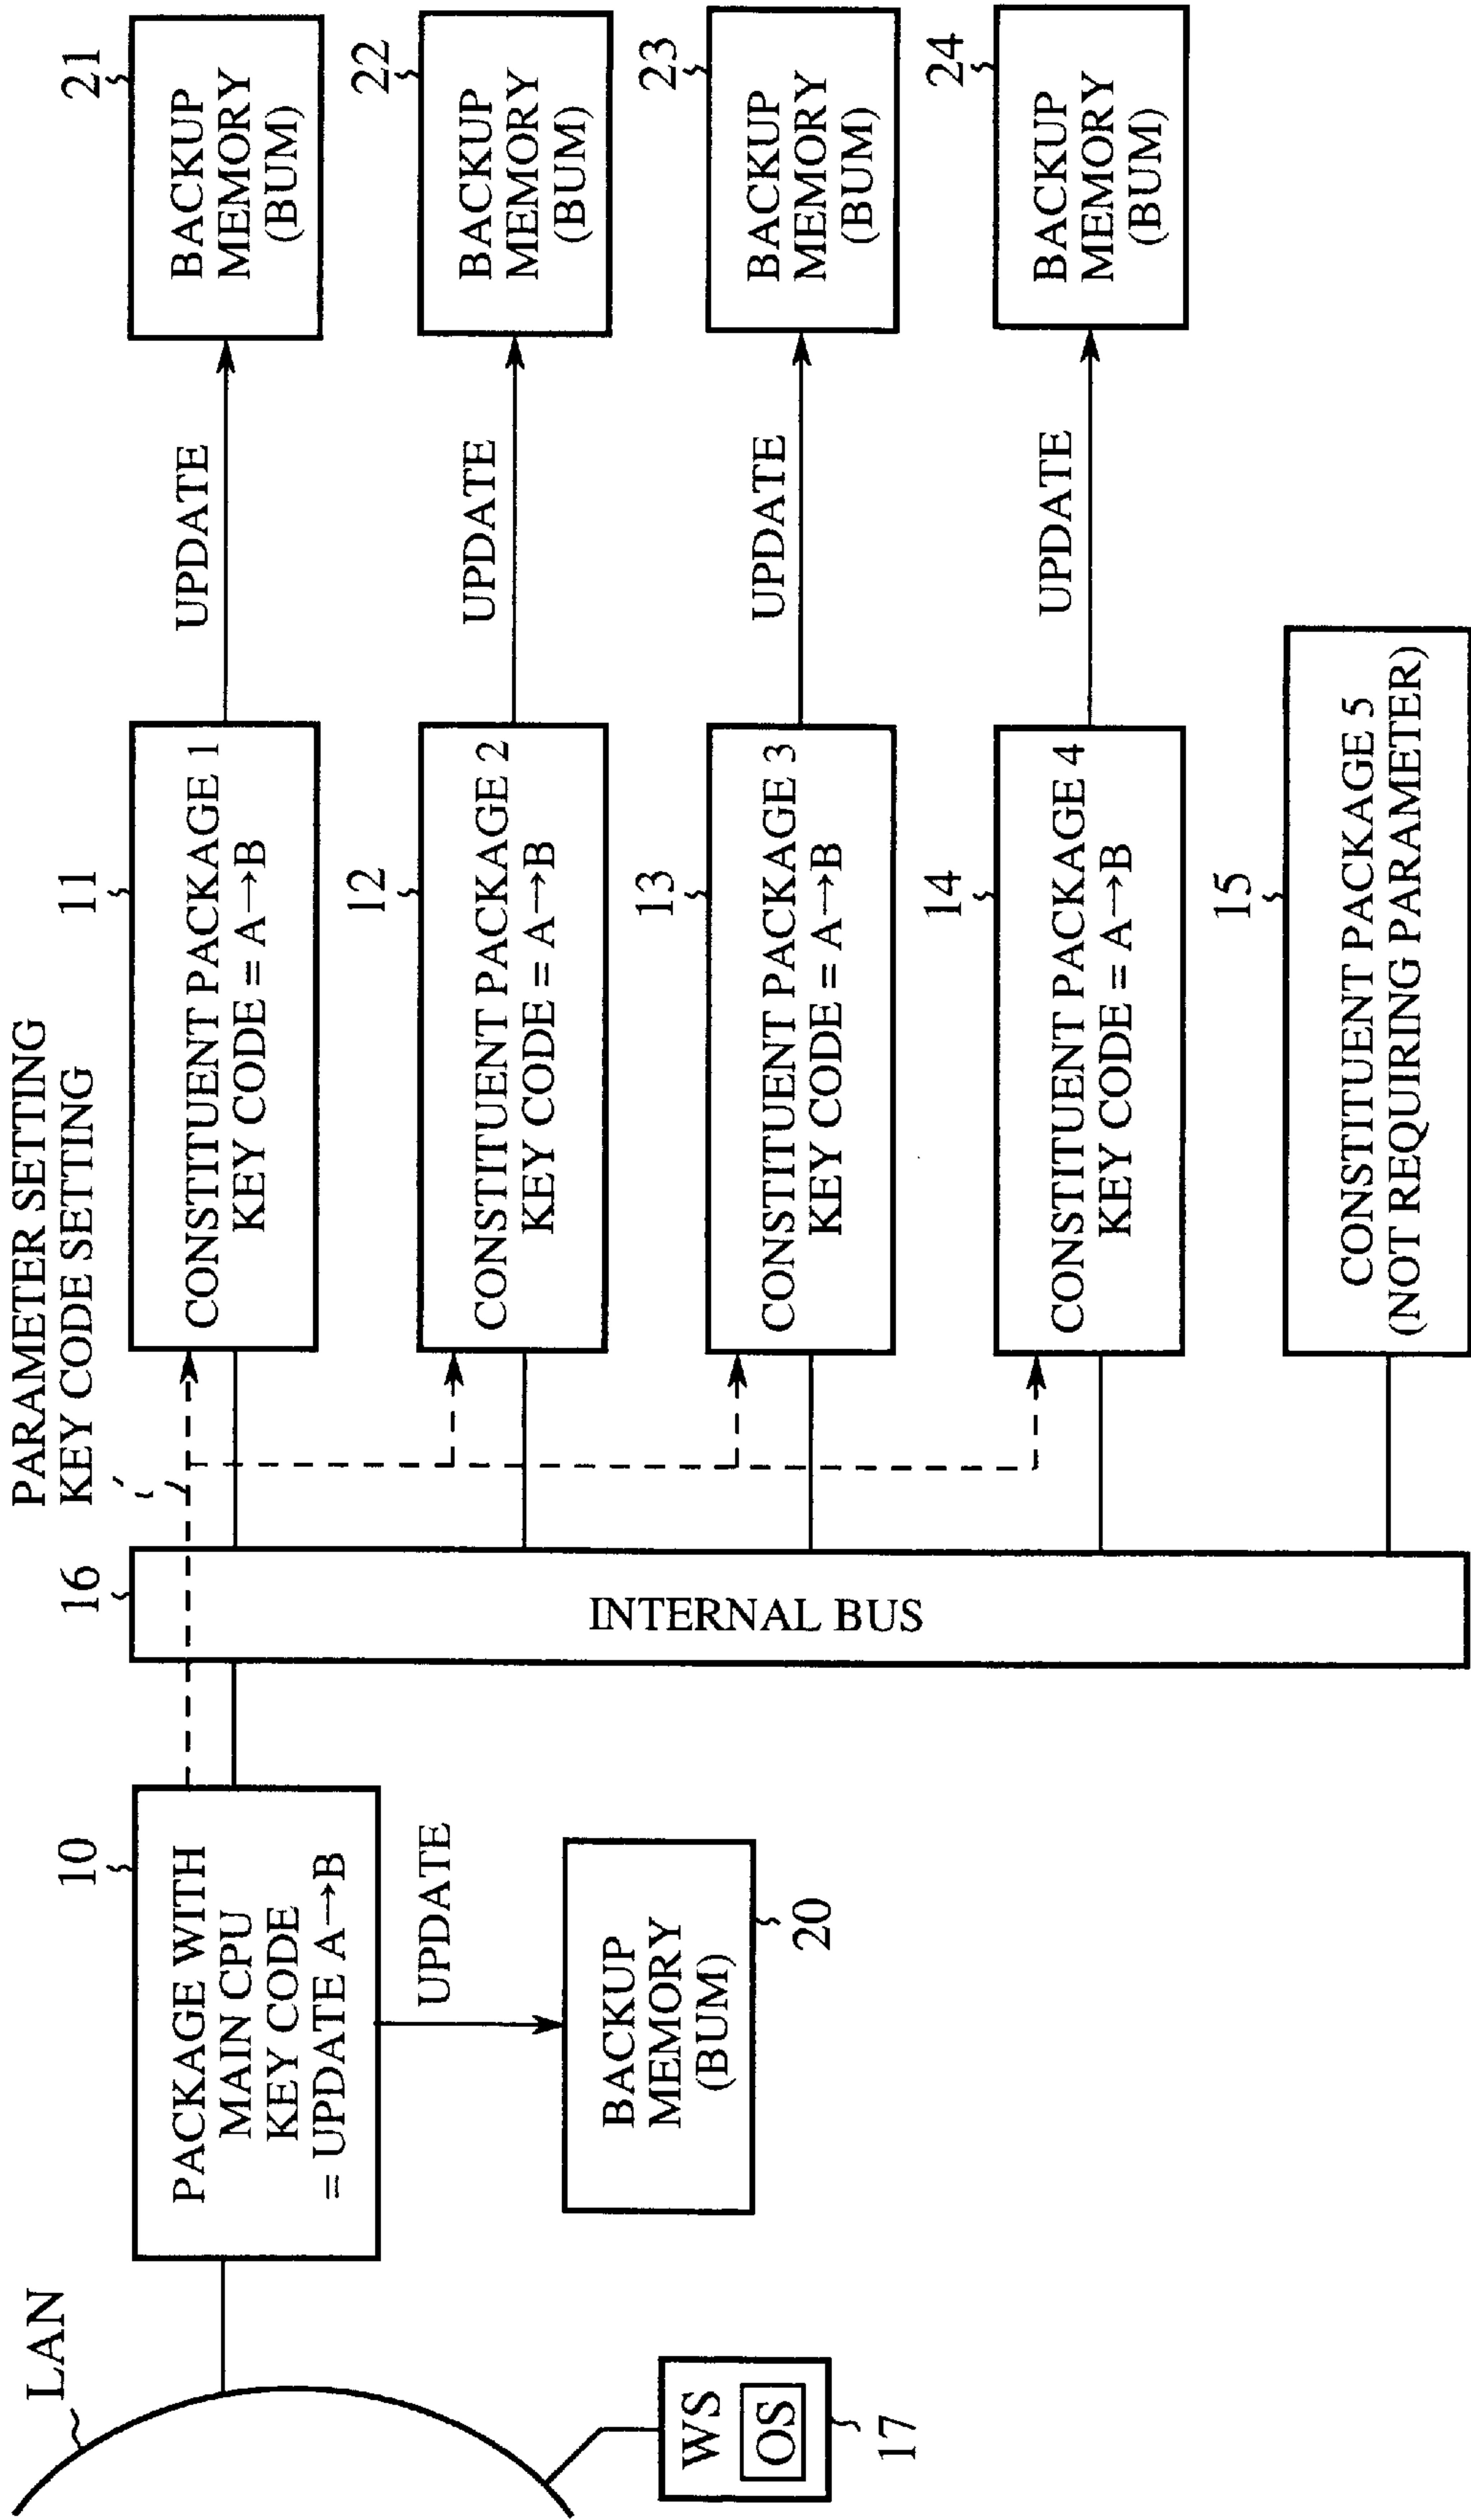 PARAMETER SETTING
KEY CODE SETTING
LAN
10
16
11
21
PACKAGE WITH
MAIN CPU
KEY CODE
= UPDATE A→B
INTERNAL BUS
CONSTITUENT PACKAGE 1
KEY CODE = A→B
UPDATE
BACKUP
MEMORY
(BUM)
12
22
CONSTITUENT PACKAGE 2
KEY CODE = A→B
UPDATE
BACKUP
MEMORY
(BUM)
UPDATE
BACKUP
MEMORY
(BUM)
20
13
23
CONSTITUENT PACKAGE 3
KEY CODE = A→B
UPDATE
BACKUP
MEMORY
(BUM)
WS
OS
17
14
24
CONSTITUENT PACKAGE 4
KEY CODE = A→B
UPDATE
BACKUP
MEMORY
(BUM)
15
CONSTITUENT PACKAGE 5
(NOT REQUIRING PARAMETER)